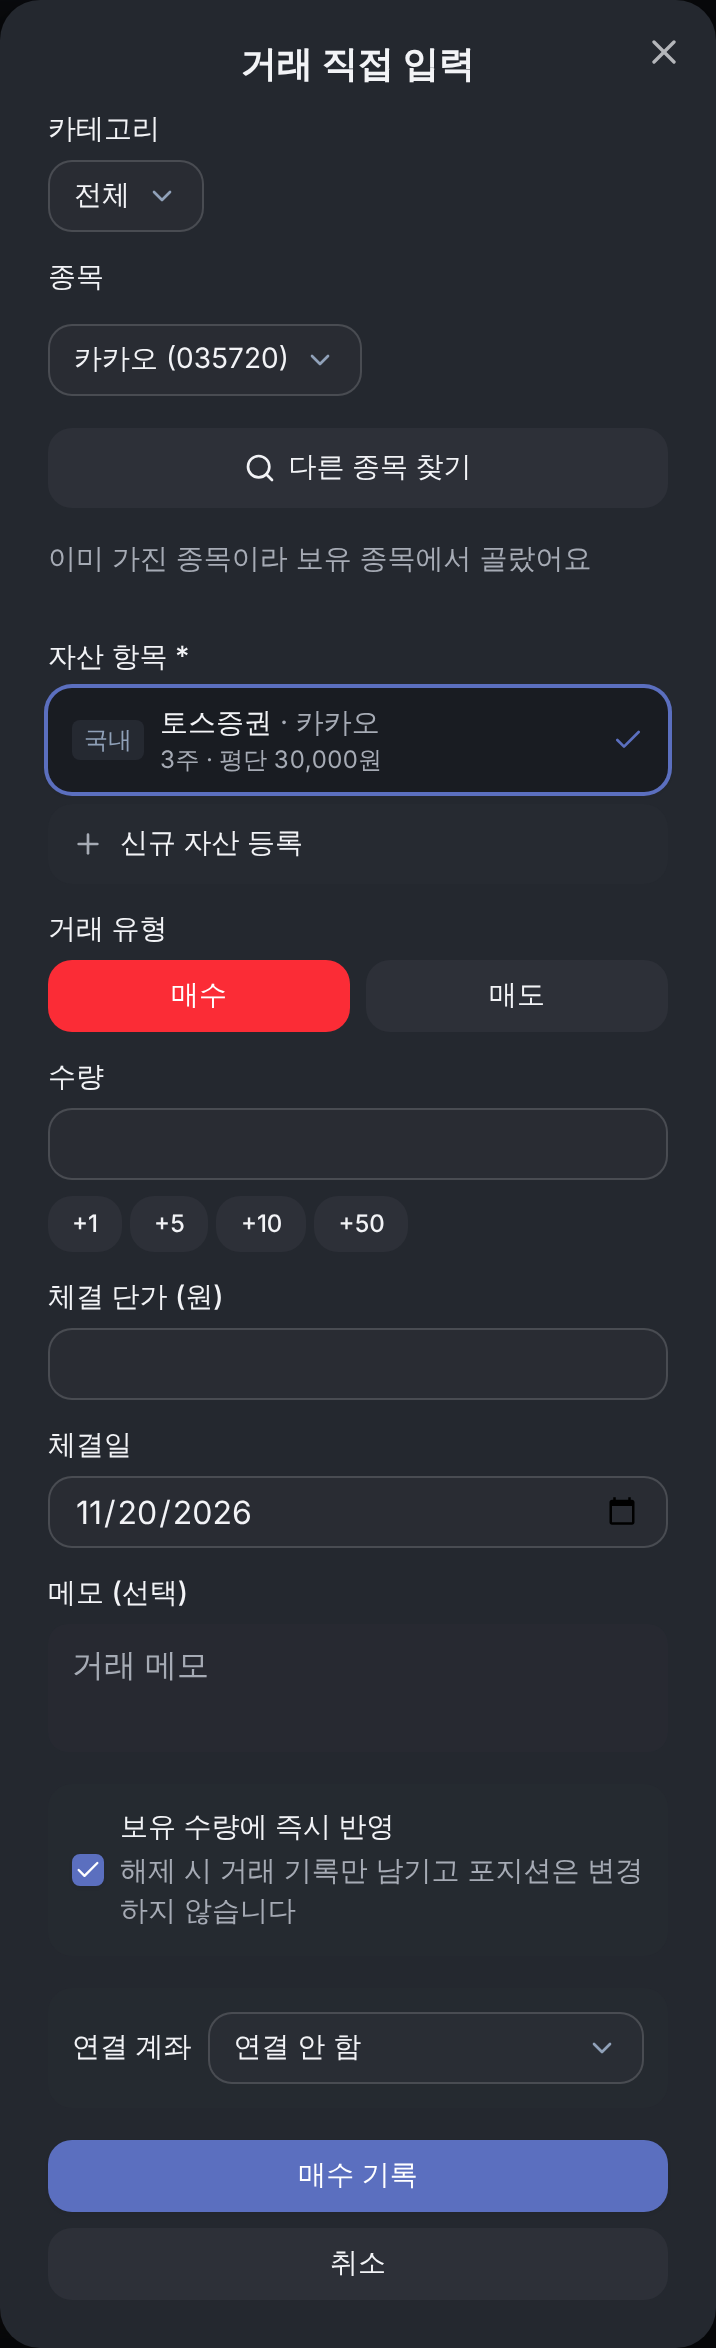 거래 직접 입력
카테고리
전체
종목
카카오 (035720)
다른 종목 찾기
이미 가진 종목이라 보유 종목에서 골랐어요
자산 항목 *
국내
토스증권 · 카카오
3주 · 평단 30,000원
신규 자산 등록
거래 유형
매수
매도
수량
+1
+5
+10
+50
체결 단가 (원)
체결일
11/20/2026
메모 (선택)
거래 메모
보유 수량에 즉시 반영
해제 시 거래 기록만 남기고 포지션은 변경
하지 않습니다
연결 계좌
연결 안 함
매수 기록
취소